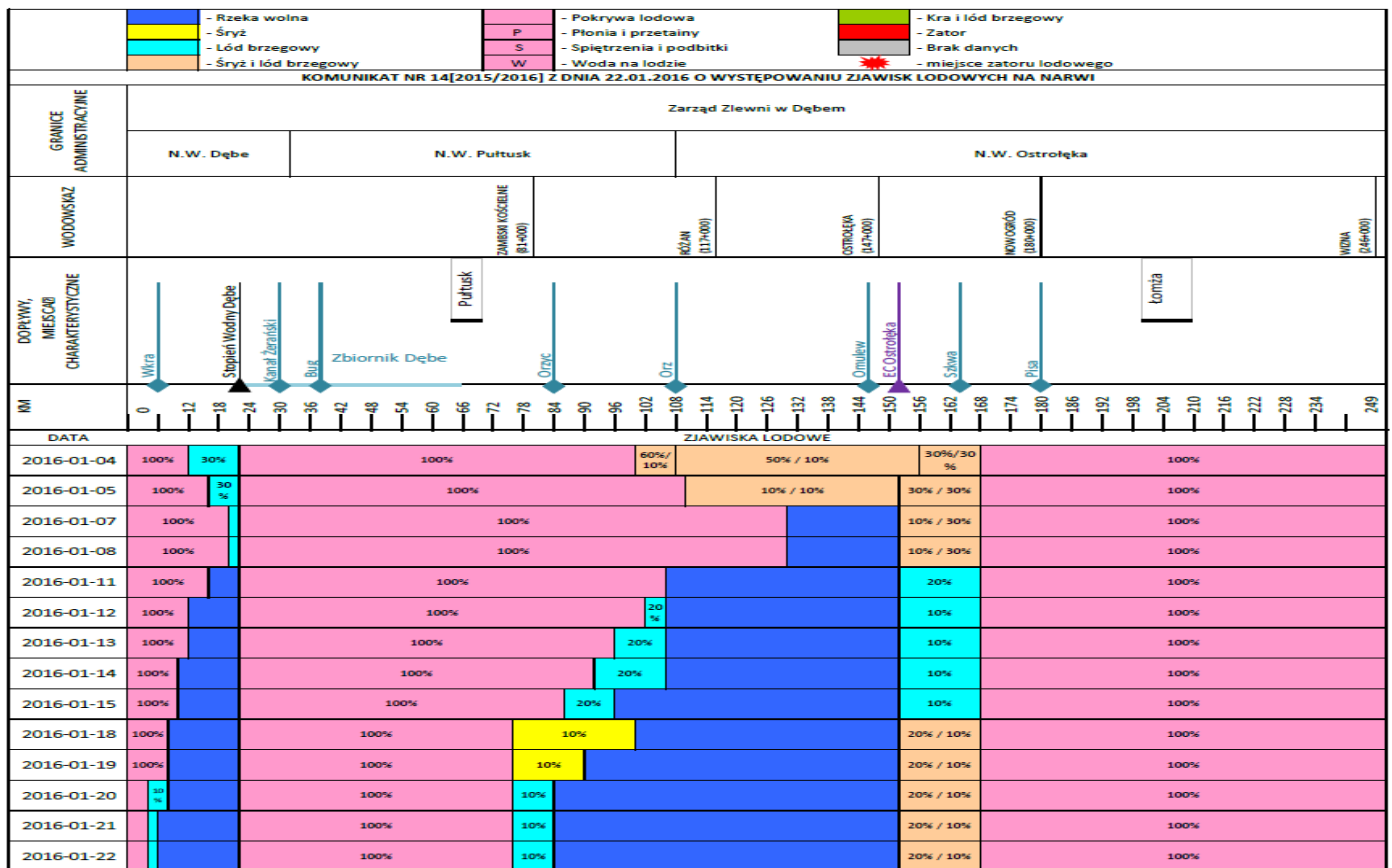 - Rzeka wolna - Pokrywa lodowa - Kra i lód brzegowy
- Śryż P - Płonia i przetainy - Zator
- Lód brzegowy S - Spiętrzenia i podbitki - Brak danych
- Śryż i lód brzegowy W - Woda na lodzie - miejsce zatoru lodowego
KOMUNIKAT NR 14[2015/2016] Z DNIA 22.01.2016 O WYSTĘPOWANIU ZJAWISK LODOWYCH NA NARWI
GRANICE
ADMINISTRACYJNE
Zarząd Zlewni w Dębem
N.W. Dębe N.W. Pułtusk N.W. Ostrołęka
WODOWSKAZ
ZAMBSKI KOŚCIELNE
(81+000)
RÓŻAN
(117+000)
OSTROŁĘKA
(147+000)
NOWOGRÓD
(180+000)
WIZNA
(246+000)
DOPŁYWY,
MIEJSCA
CHARAKTERYSTYCZNE
Wkra
Stopień Wodny Dębe
Kanał Żerański
Bug
Zbiornik Dębe
Pułtusk
Orzyc
Orz
Omulew
EC Ostrołęka
Szkwa
Pisa
Łomża
KM 0 12 18 24 30 36 42 48 54 60 66 72 78 84 90 96 102 108 114 120 126 132 138 144 150 156 162 168 174 180 186 192 198 204 210 216 222 228 234 249
DATA ZJAWISKA LODOWE
2016-01-04 100% 30% 100% 60%/10% 50% / 10% 30%/30% 100%
2016-01-05 100% 30% 100% 10% / 10% 30% / 30% 100%
2016-01-07 100% 100% 10% / 30% 100%
2016-01-08 100% 100% 10% / 30% 100%
2016-01-11 100% 100% 20% 100%
2016-01-12 100% 100% 20% 10% 100%
2016-01-13 100% 100% 20% 10% 100%
2016-01-14 100% 100% 20% 10% 100%
2016-01-15 100% 100% 20% 10% 100%
2016-01-18 100% 100% 10% 20% / 10% 100%
2016-01-19 100% 100% 10% 20% / 10% 100%
2016-01-20 10% 100% 10% 20% / 10% 100%
2016-01-21 100% 10% 20% / 10% 100%
2016-01-22 100% 10% 20% / 10% 100%